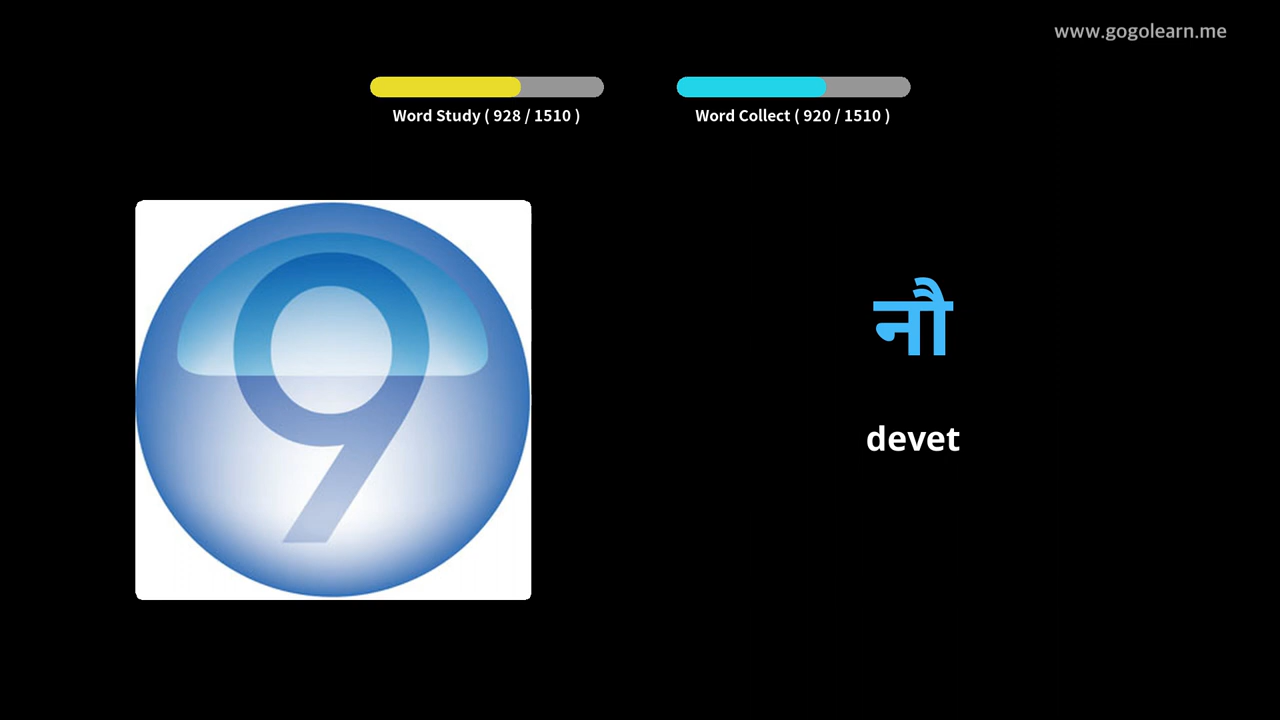 www.gogolearn.me
Word Study ( 928 / 1510 )
Word Collect ( 920 / 1510 )
9
नौ
devet